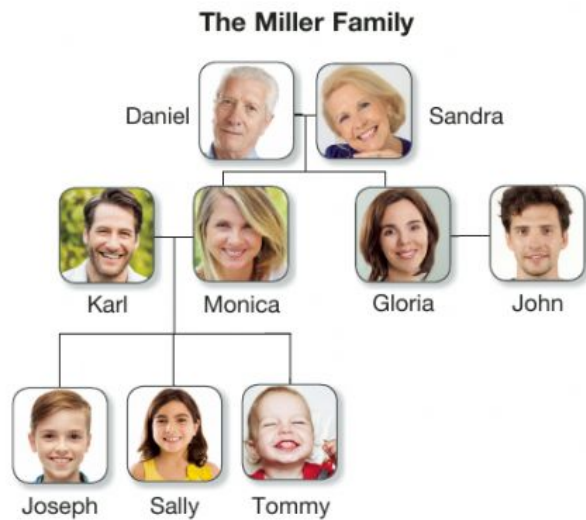 The Miller Family
Daniel
Sandra
Karl
Monica
Gloria
John
Joseph
Sally
Tommy